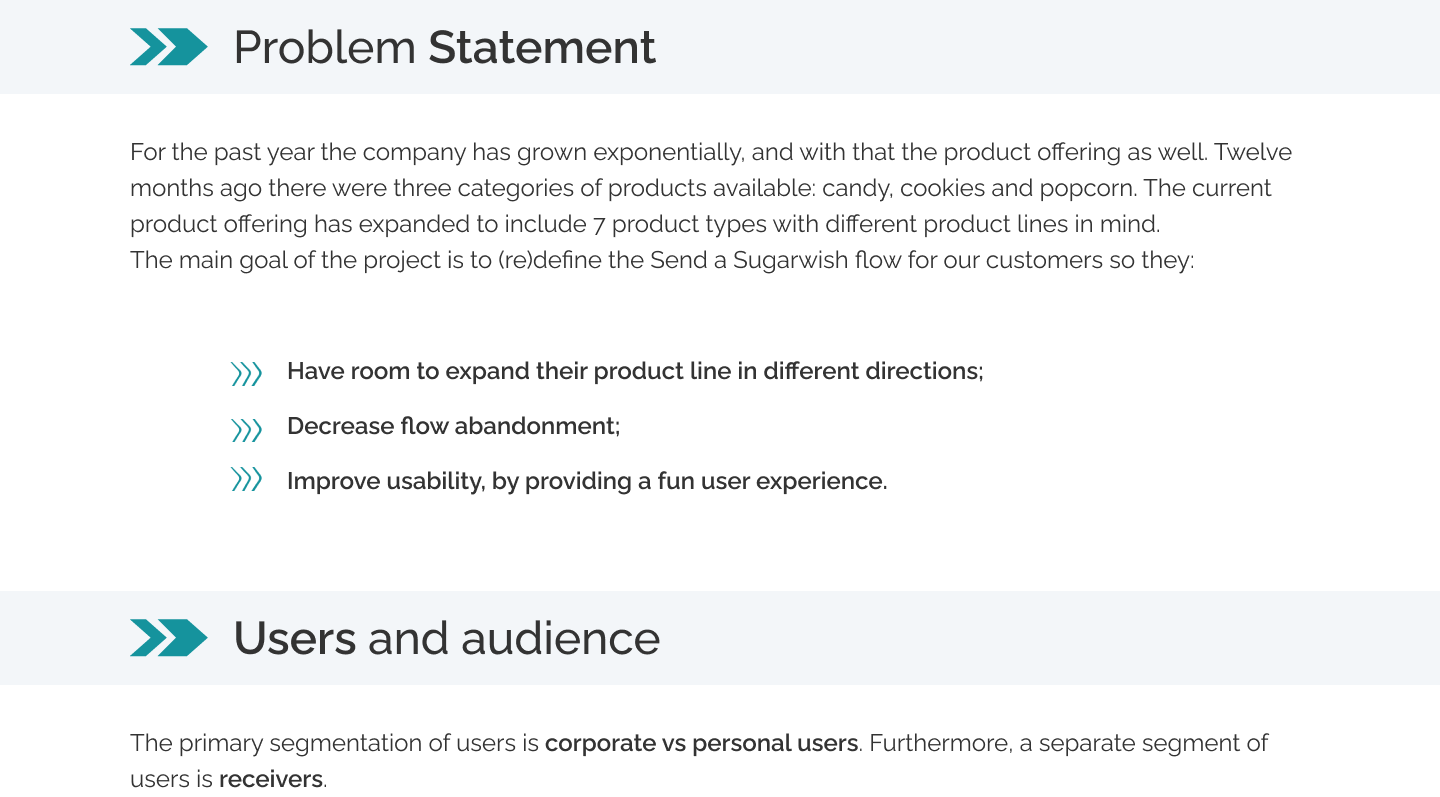 Problem Statement
For the past year the company has grown exponentially, and with that the product offering as well. Twelve
months ago there were three categories of products available: candy, cookies and popcorn. The current
product offering has expanded to include 7 product types with different product lines in mind.
The main goal of the project is to (re)define the Send a Sugarwish flow for our customers so they:
Have room to expand their product line in different directions;
Decrease flow abandonment;
Improve usability, by providing a fun user experience.
Users and audience
The primary segmentation of users is corporate vs personal users. Furthermore, a separate segment of
users is receivers.